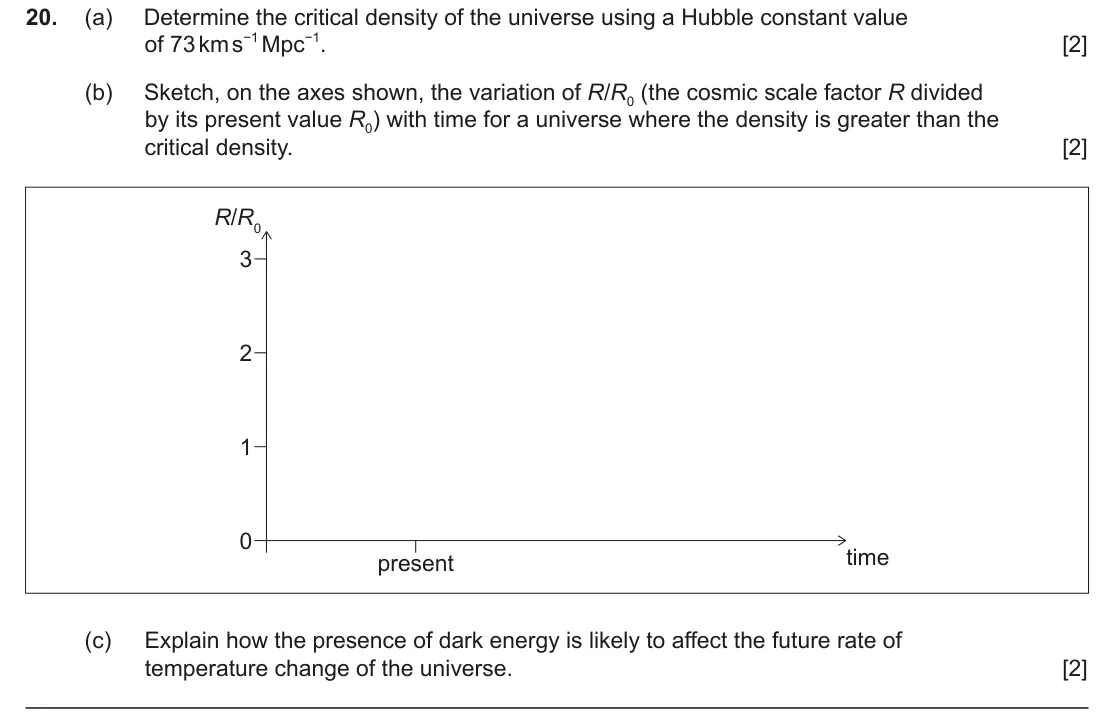 20. (a) Determine the critical density of the universe using a Hubble constant value
of 73 km s⁻¹ Mpc⁻¹. [2]
(b) Sketch, on the axes shown, the variation of R/R₀ (the cosmic scale factor R divided
by its present value R₀) with time for a universe where the density is greater than the
critical density. [2]
R/R₀
3
2
1
0
present
time
(c) Explain how the presence of dark energy is likely to affect the future rate of
temperature change of the universe. [2]